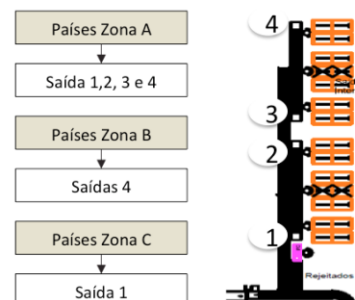 Países Zona A
Saída 1,2, 3 e 4
Países Zona B
Saídas 4
Países Zona C
Saída 1
4
3
2
1
Rejeitados